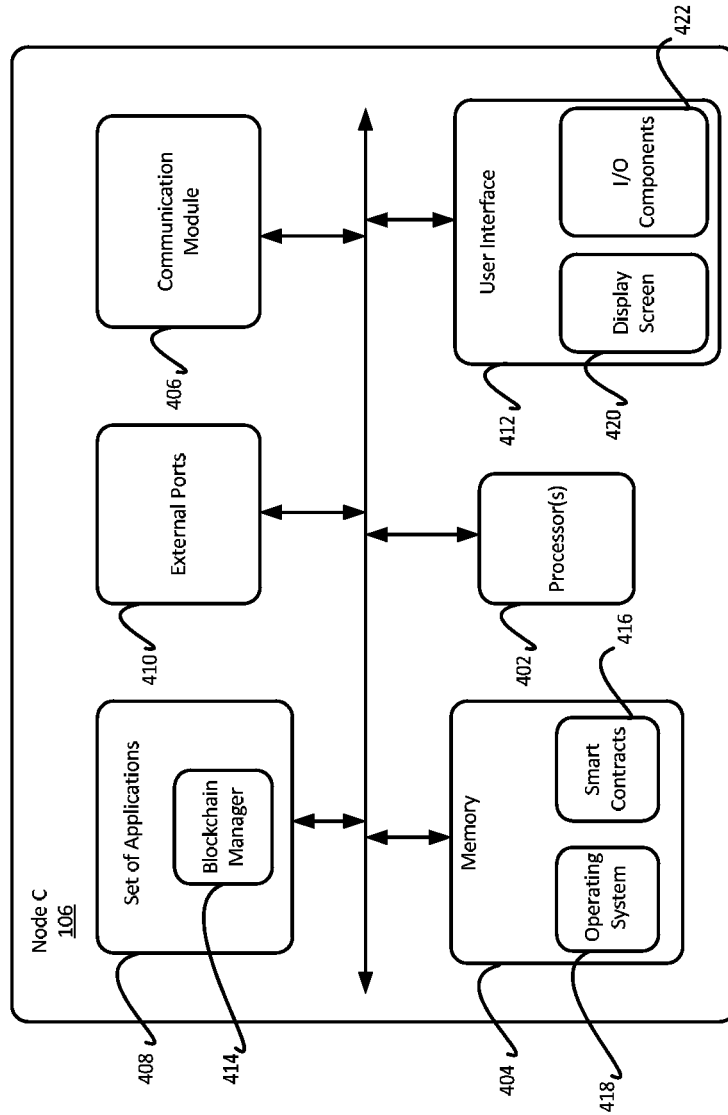 Node C
106
Set of Applications
Blockchain
Manager
408
414
External Ports
410
Communication
Module
406
Memory
Operating
System
Smart
Contracts
404
418
416
Processor(s)
402
User Interface
Display
Screen
I/O
Components
412
420
422